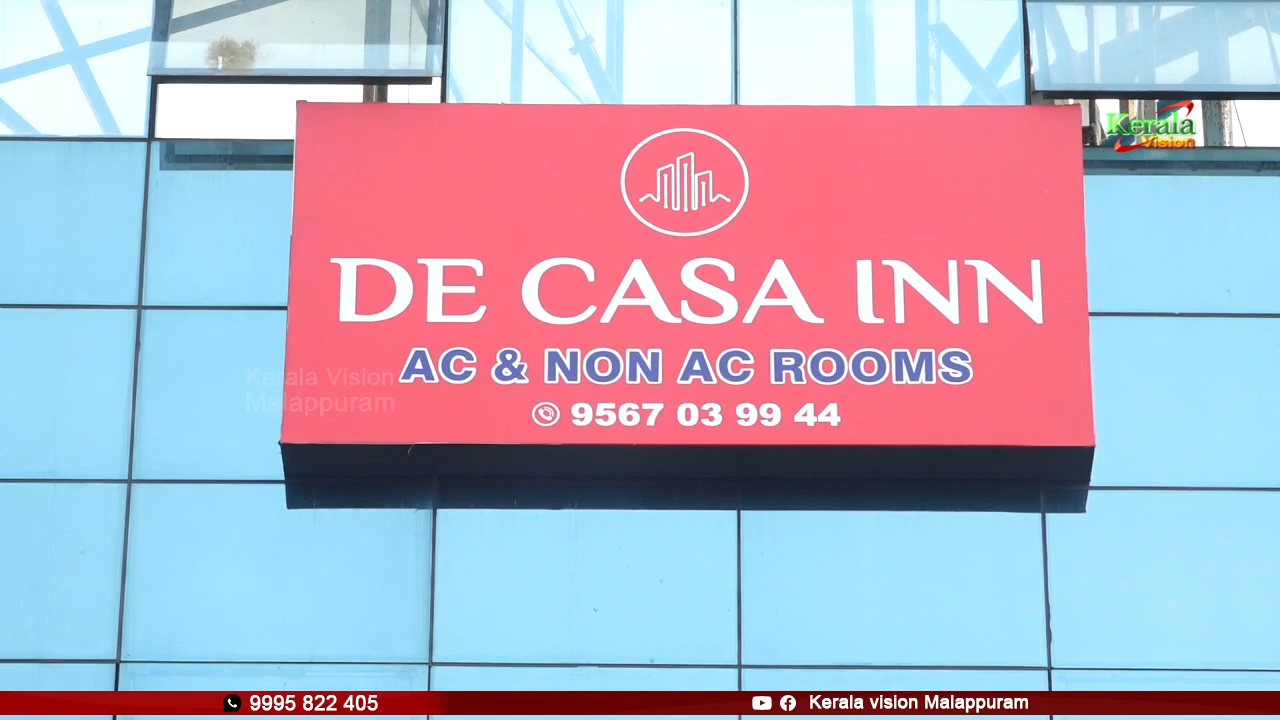 Kerala
Vision
DE CASA INN
AC & NON AC ROOMS
9567 03 99 44
Kerala Vision
Malappuram
9995 822 405
Kerala vision Malappuram